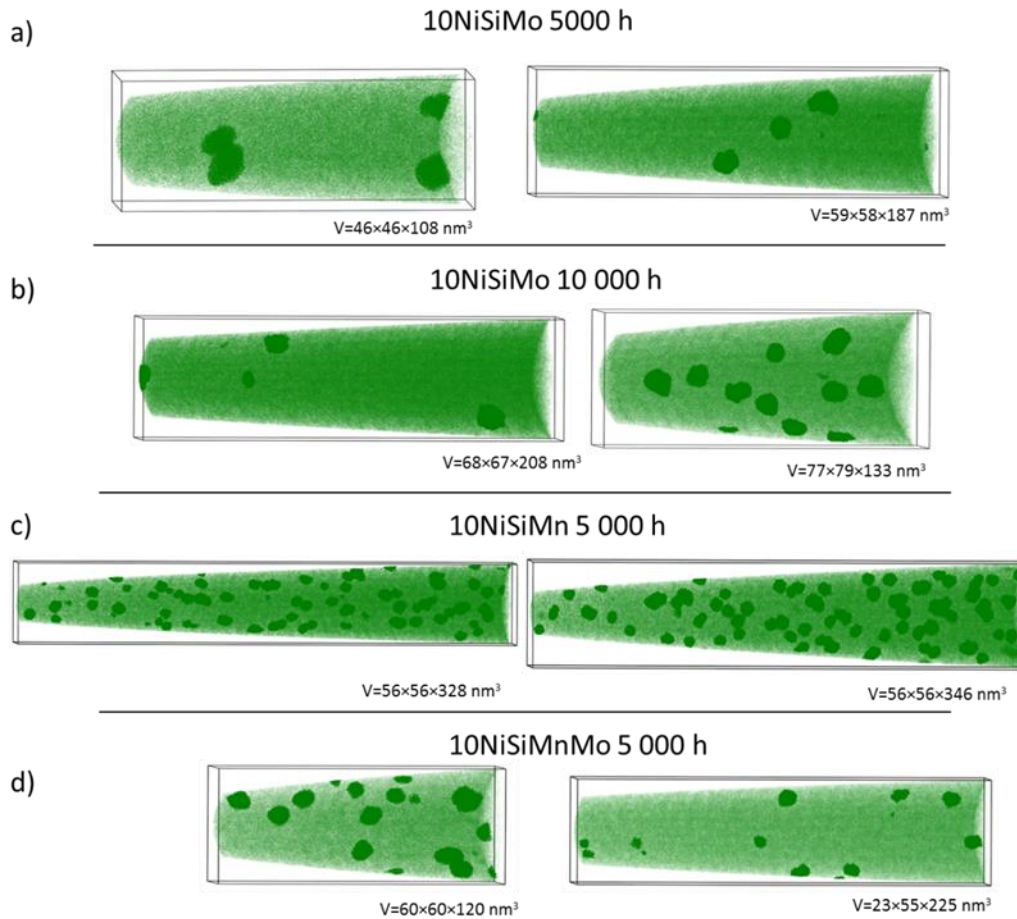 a)
10NiSiMo 5000 h
V=46×46×108 nm³
V=59×58×187 nm³
b)
10NiSiMo 10 000 h
V=68×67×208 nm³
V=77×79×133 nm³
c)
10NiSiMn 5 000 h
V=56×56×328 nm³
V=56×56×346 nm³
10NiSiMnMo 5 000 h
d)
V=60×60×120 nm³
V=23×55×225 nm³